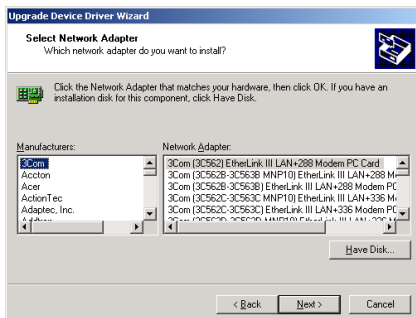 Upgrade Device Driver Wizard
Select Network Adapter
Which network adapter do you want to install?
Click the Network Adapter that matches your hardware, then click OK. If you have an
installation disk for this component, click Have Disk.
Manufacturers:
3Com
Accton
Acer
ActionTec
Adaptec, Inc.
Network Adapter:
3Com (3C562) EtherLink III LAN+288 Modem PC Card
3Com (3C562B-3C563B MNP10) EtherLink III LAN+288 M
3Com (3C562B-3C563B) EtherLink III LAN+288 Modem PC
3Com (3C562C-3C563C MNP10) EtherLink III LAN+336 M
3Com (3C562C-3C563C) EtherLink III LAN+336 Modem PC
Have Disk...
< Back
Next >
Cancel